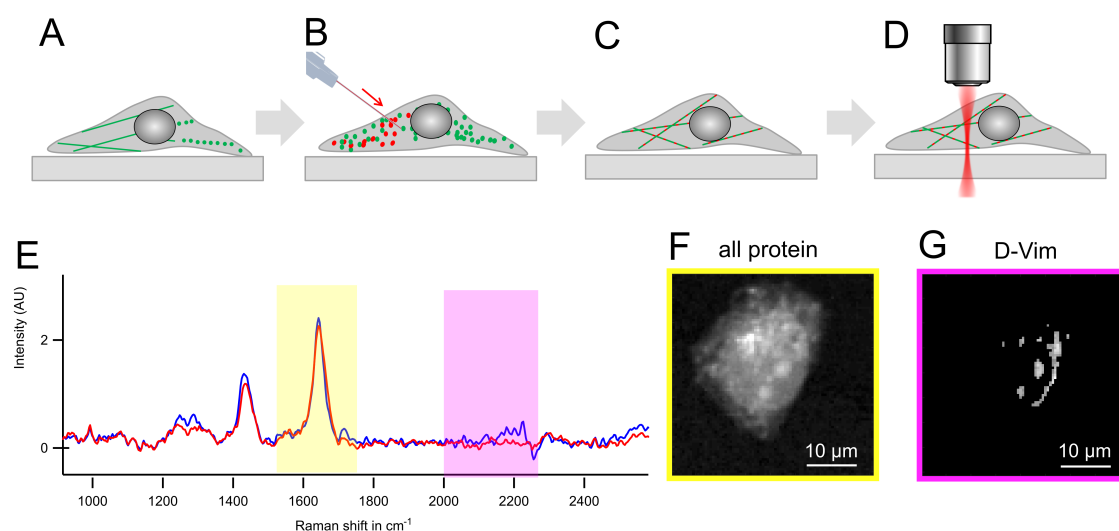 A
B
C
D
E
Intensity (AU)
2
0
1000 1200 1400 1600 1800 2000 2200 2400
Raman shift in cm-1
F all protein
10 µm
G D-Vim
10 µm